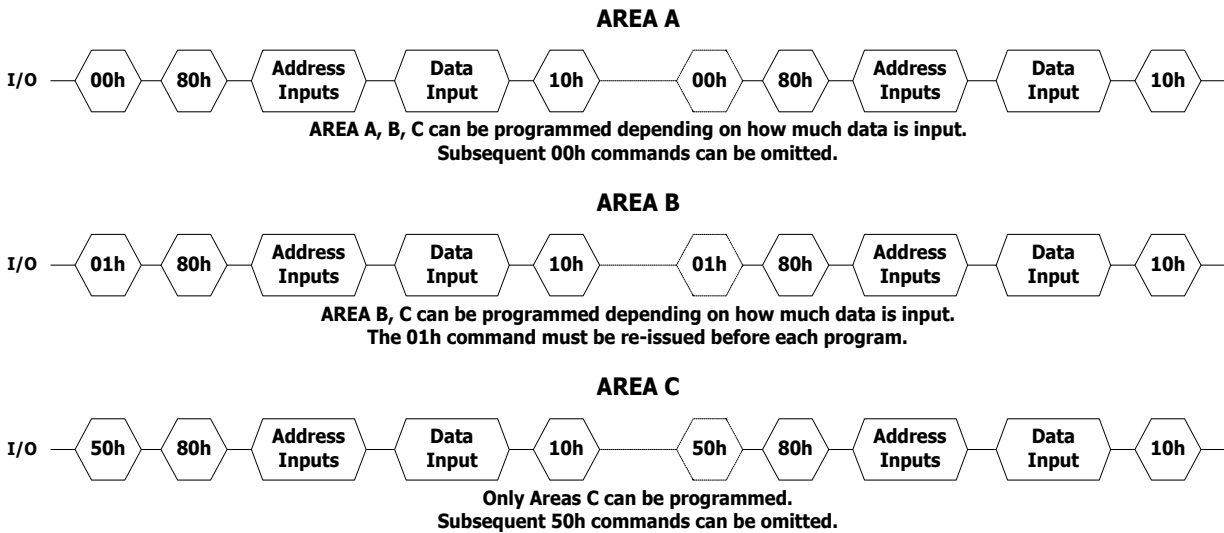 AREA A
I/O 00h 80h Address Inputs Data Input 10h 00h 80h Address Inputs Data Input 10h
AREA A, B, C can be programmed depending on how much data is input.
Subsequent 00h commands can be omitted.
AREA B
I/O 01h 80h Address Inputs Data Input 10h 01h 80h Address Inputs Data Input 10h
AREA B, C can be programmed depending on how much data is input.
The 01h command must be re-issued before each program.
AREA C
I/O 50h 80h Address Inputs Data Input 10h 50h 80h Address Inputs Data Input 10h
Only Areas C can be programmed.
Subsequent 50h commands can be omitted.